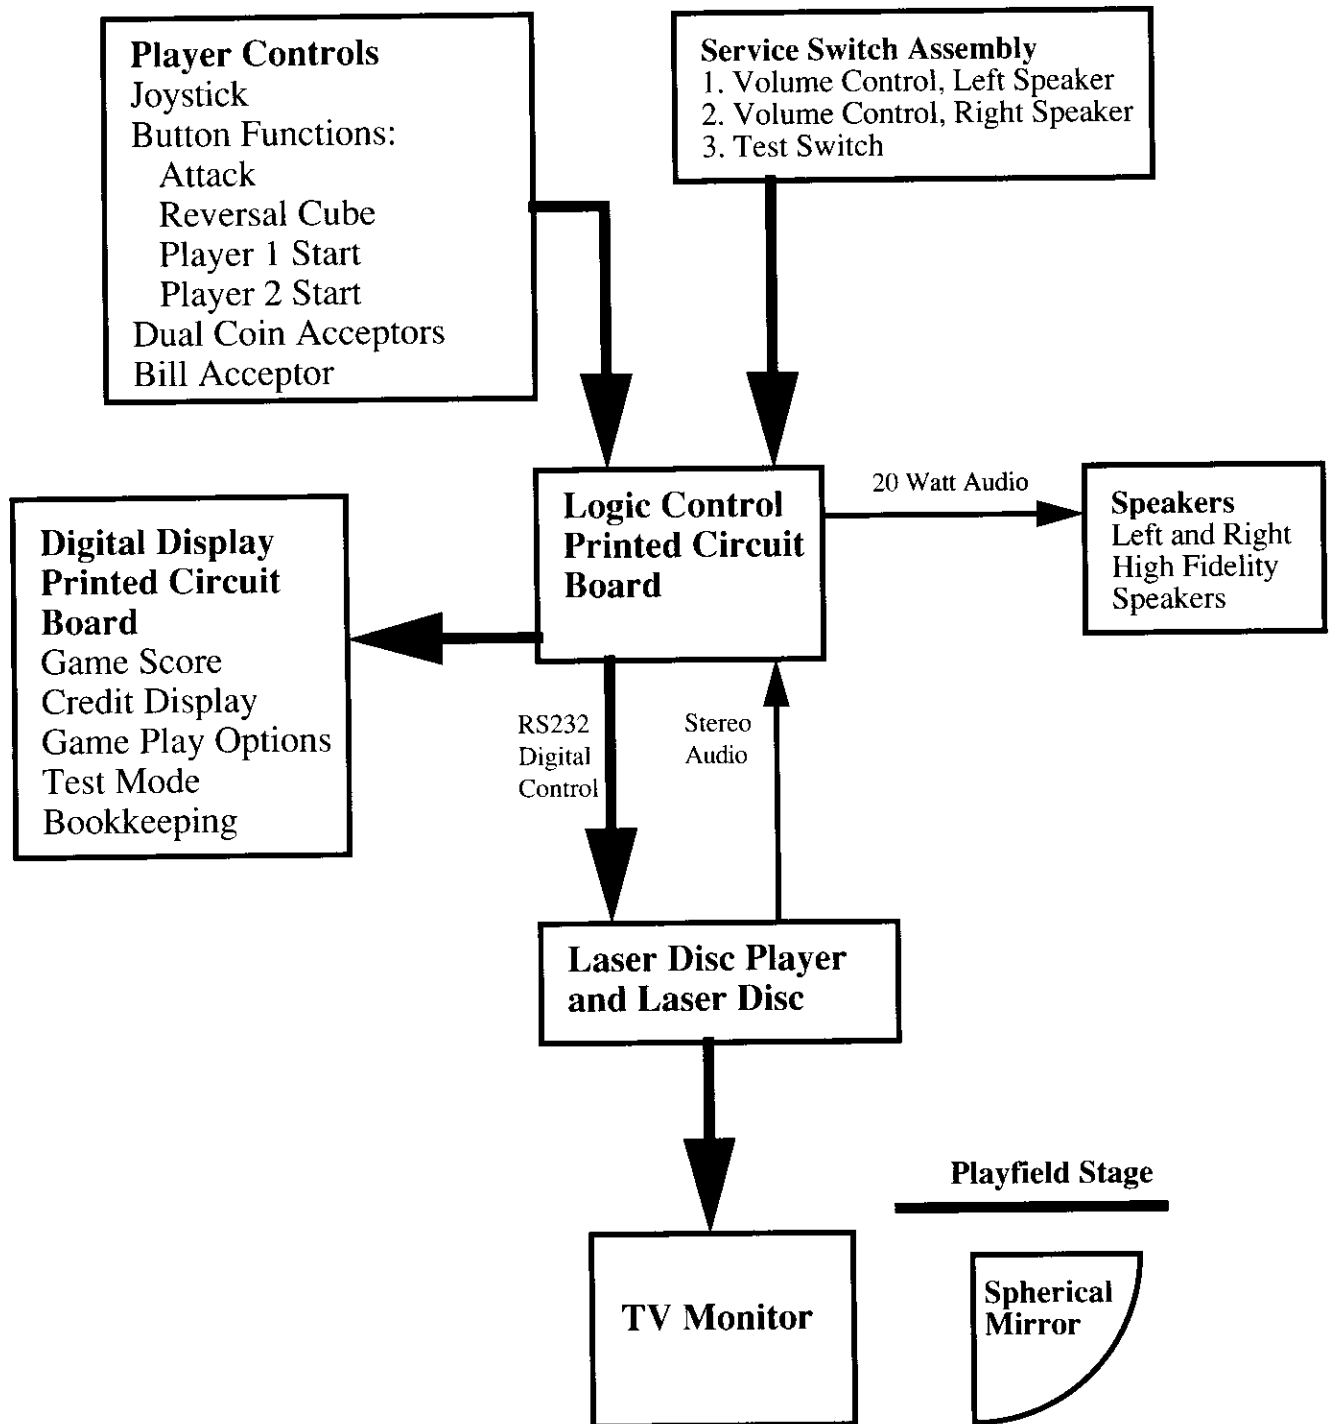 Player Controls
Joystick
Button Functions:
Attack
Reversal Cube
Player 1 Start
Player 2 Start
Dual Coin Acceptors
Bill Acceptor
Service Switch Assembly
1. Volume Control, Left Speaker
2. Volume Control, Right Speaker
3. Test Switch
Logic Control
Printed Circuit
Board
20 Watt Audio
Speakers
Left and Right
High Fidelity
Speakers
Digital Display
Printed Circuit
Board
Game Score
Credit Display
Game Play Options
Test Mode
Bookkeeping
RS232
Digital
Control
Stereo
Audio
Laser Disc Player
and Laser Disc
Playfield Stage
TV Monitor
Spherical
Mirror